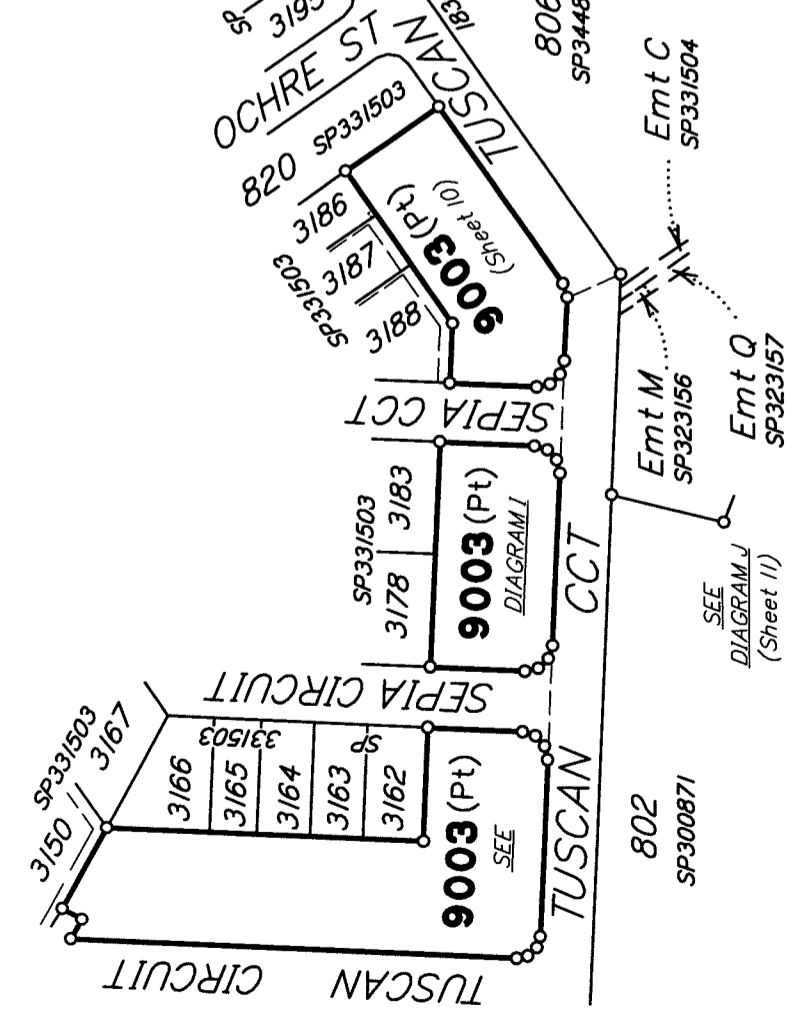 SP
3195
183
806
SP3448
OCHRE ST
TUSCAN
820
SP331503
Emt C
SP331504
3186
3187
3188
SP331503
9003 (Pt)
(Sheet 10)
SEPIA CCT
Emt M
SP323156
Emt Q
SP323157
SP331503
3183
3178
9003 (Pt)
DIAGRAM I
CCT
SEE
DIAGRAM J
(Sheet 11)
SEPIA CIRCUIT
SP331503
3167
3150
3166
3165
3164
3163
3162
SP
331503
9003 (Pt)
SEE
TUSCAN
802
SP300871
TUSCAN CIRCUIT